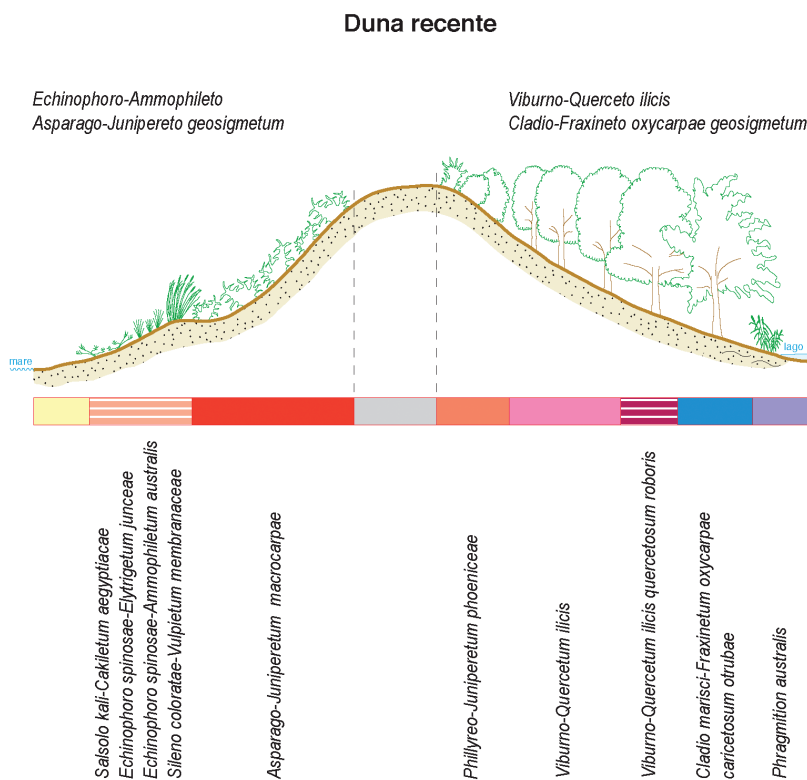 Duna recente
Echinophoro-Ammophileto
Asparago-Junipereto geosigmetum
Viburno-Querceto ilicis
Cladio-Fraxineto oxycarpae geosigmetum
mare
lago
Salsolo kali-Cakiletum aegyptiacae
Echinophoro spinosae-Elytrigetum junceae
Echinophoro spinosae-Ammophiletum australis
Sileno coloratae-Vulpietum membranaceae
Asparago-Juniperetum macrocarpae
Phillyreo-Juniperetum phoeniceae
Viburno-Quercetum ilicis
Viburno-Quercetum ilicis quercetosum roboris
Cladio marisci-Fraxinetum oxycarpae
caricetosum otrubae
Phragmition australis